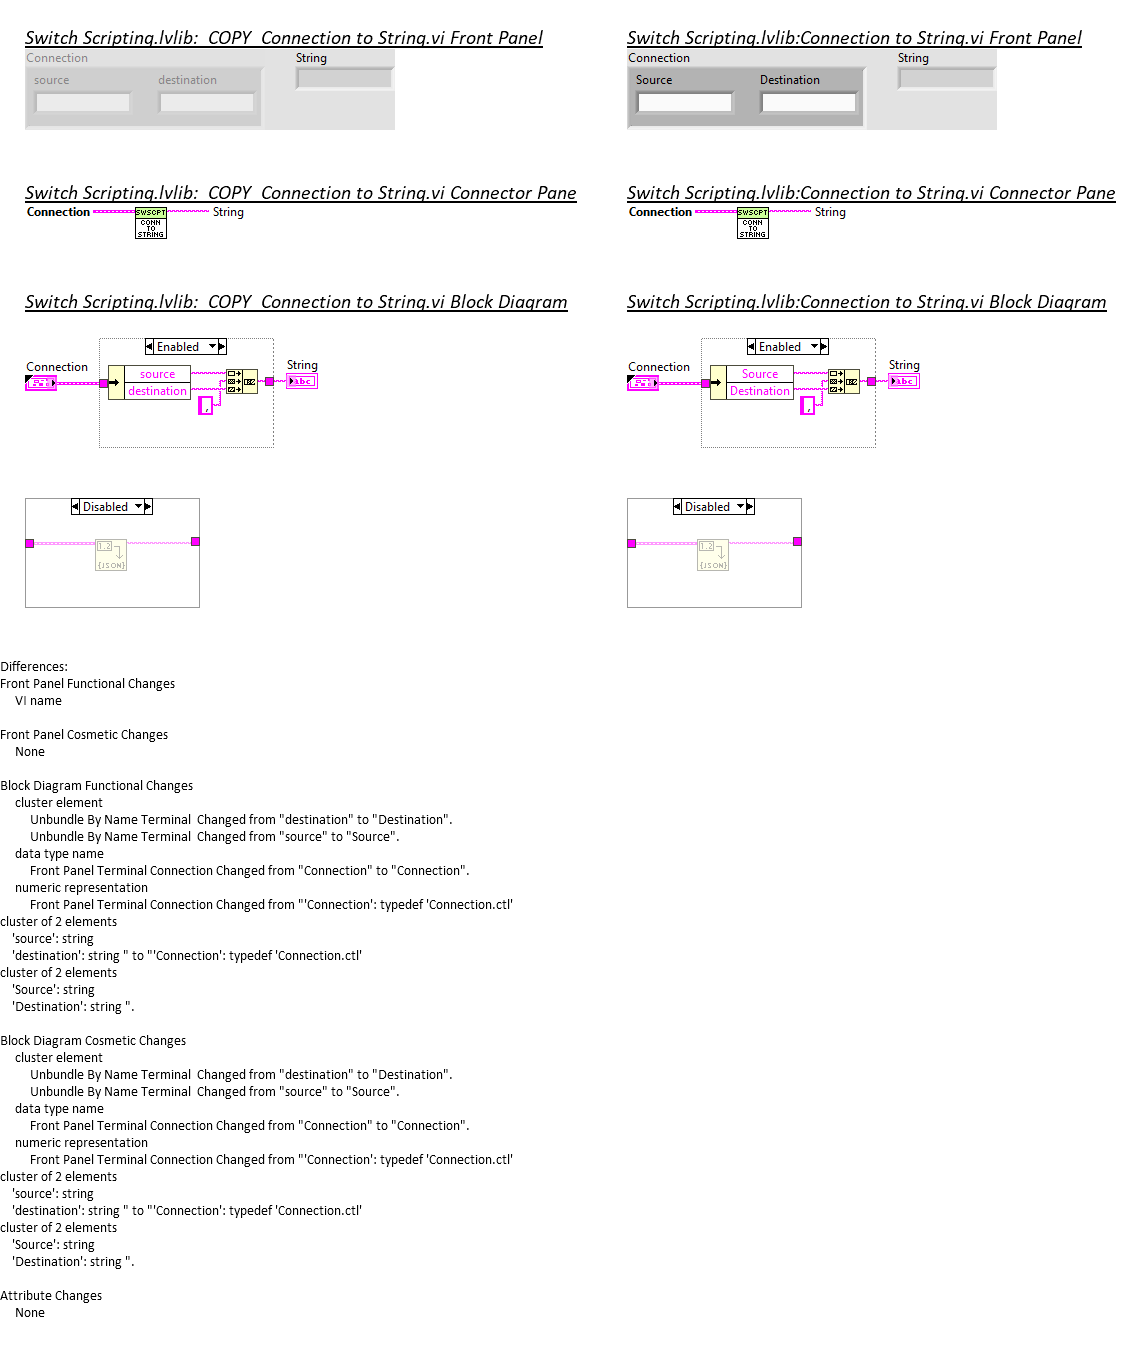 Switch Scripting.lvlib:  COPY  Connection to String.vi Front Panel
Connection
source destination
String
Switch Scripting.lvlib:Connection to String.vi Front Panel
Connection
Source Destination
String
Switch Scripting.lvlib:  COPY  Connection to String.vi Connector Pane
Connection
SWSCPT
CONN
TO
STRING
String
Switch Scripting.lvlib:Connection to String.vi Connector Pane
Connection
SWSCPT
CONN
TO
STRING
String
Switch Scripting.lvlib:  COPY  Connection to String.vi Block Diagram
Enabled
Connection
source
destination
,
String
abc
Switch Scripting.lvlib:Connection to String.vi Block Diagram
Enabled
Connection
Source
Destination
,
String
abc
Disabled
1.2
{JSON}
Disabled
1.2
{JSON}
Differences:
Front Panel Functional Changes
VI name
Front Panel Cosmetic Changes
None
Block Diagram Functional Changes
cluster element
Unbundle By Name Terminal  Changed from "destination" to "Destination".
Unbundle By Name Terminal  Changed from "source" to "Source".
data type name
Front Panel Terminal Connection Changed from "Connection" to "Connection".
numeric representation
Front Panel Terminal Connection Changed from "'Connection': typedef 'Connection.ctl'
cluster of 2 elements
'source': string
'destination': string " to "'Connection': typedef 'Connection.ctl'
cluster of 2 elements
'Source': string
'Destination': string ".
Block Diagram Cosmetic Changes
cluster element
Unbundle By Name Terminal  Changed from "destination" to "Destination".
Unbundle By Name Terminal  Changed from "source" to "Source".
data type name
Front Panel Terminal Connection Changed from "Connection" to "Connection".
numeric representation
Front Panel Terminal Connection Changed from "'Connection': typedef 'Connection.ctl'
cluster of 2 elements
'source': string
'destination': string " to "'Connection': typedef 'Connection.ctl'
cluster of 2 elements
'Source': string
'Destination': string ".
Attribute Changes
None